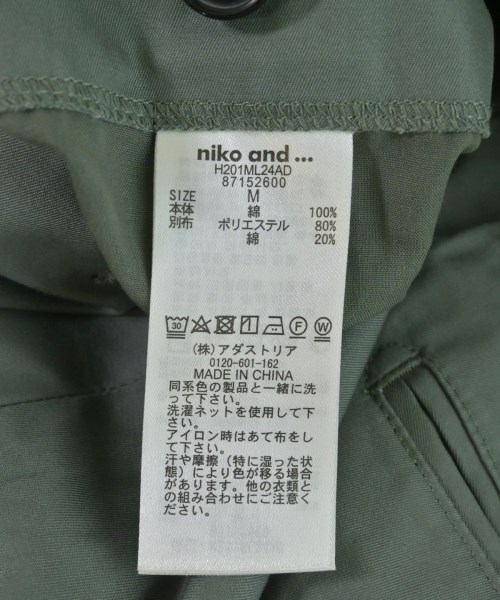 niko and ...
H201ML24AD
87152600
SIZE M
本体 綿 100%
別布 ポリエステル 80%
綿 20%
30 F W
(株)アダストリア
0120-601-162
MADE IN CHINA
同系色の製品と一緒に洗
って下さい。
洗濯ネットを使用して下
さい。
アイロン時はあて布をし
て下さい。
汗や摩擦(特に湿った状
態)により色が移る場合
があります。他の衣類と
の組み合わせにご注意く
ださい。